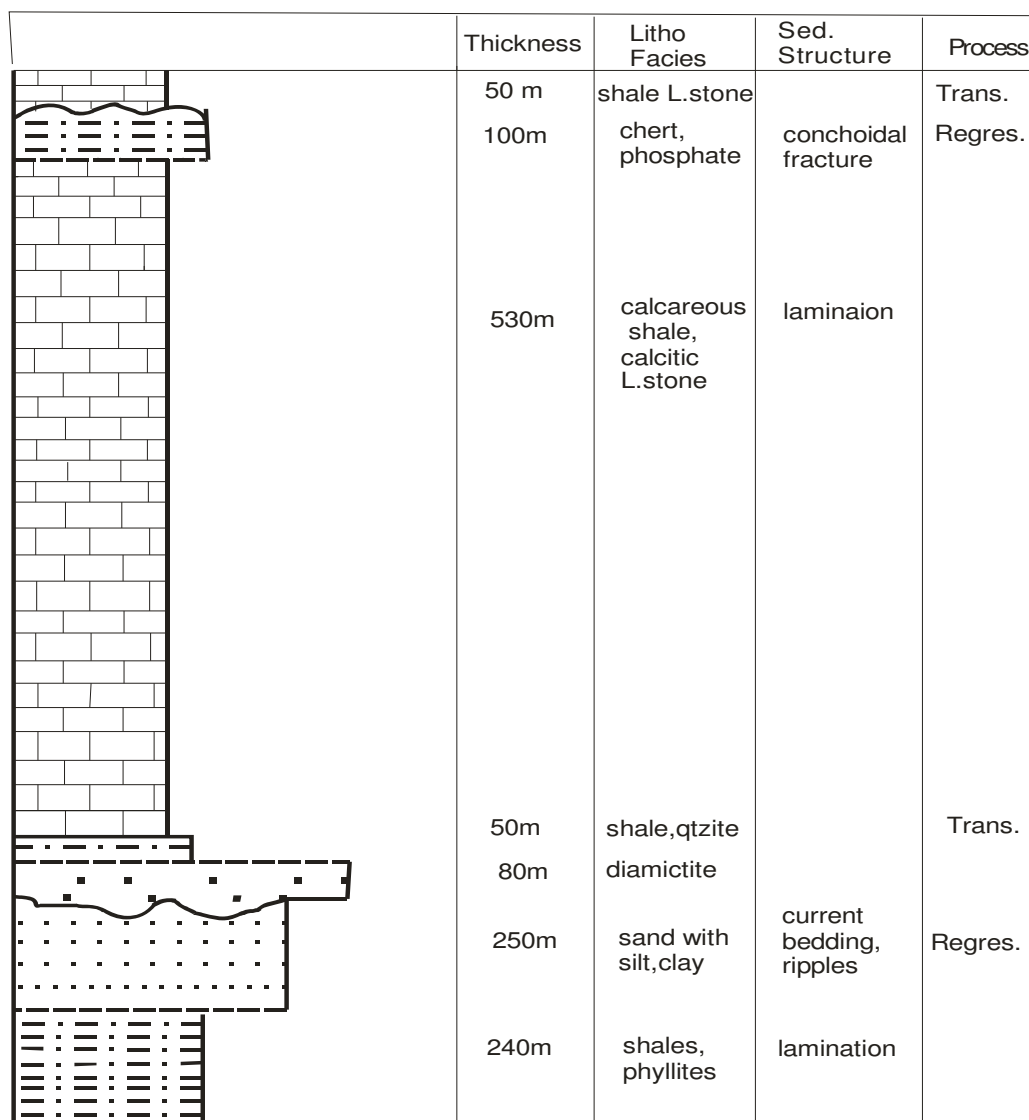 Thickness
Litho
Facies
Sed.
Structure
Process
50 m
shale L.stone
Trans.
100m
chert,
phosphate
conchoidal
fracture
Regres.
530m
calcareous
shale,
calcitic
L.stone
laminaion
50m
shale,qtzite
Trans.
80m
diamictite
250m
sand with
silt,clay
current
bedding,
ripples
Regres.
240m
shales,
phyllites
lamination